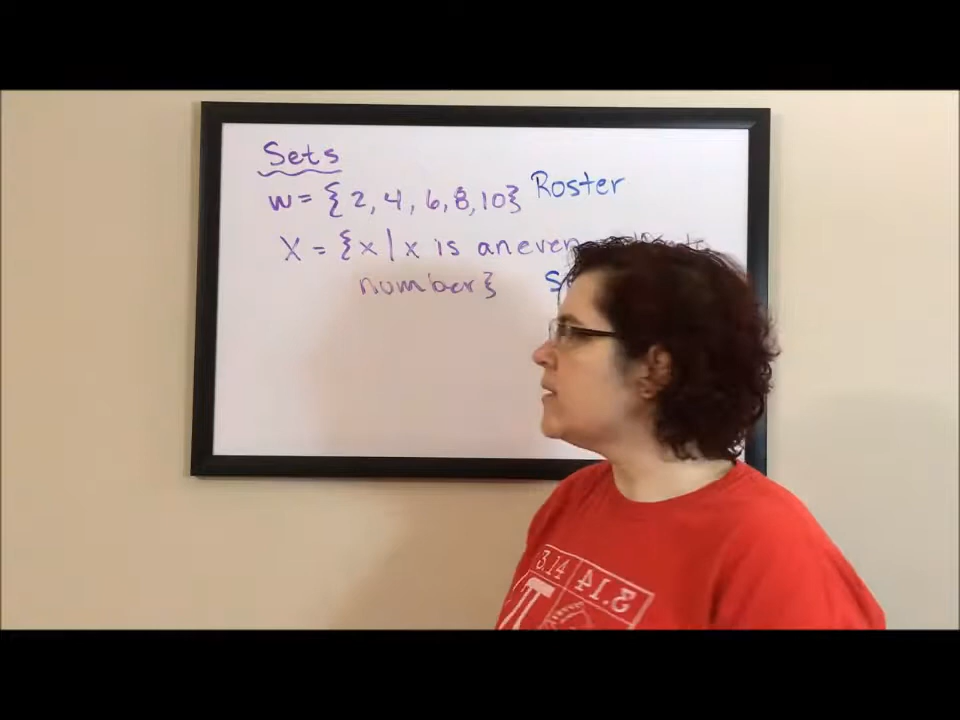 Sets
W = {2, 4, 6, 8, 10} Roster
X = {x | x is an even
number}
3.14 3.14
π